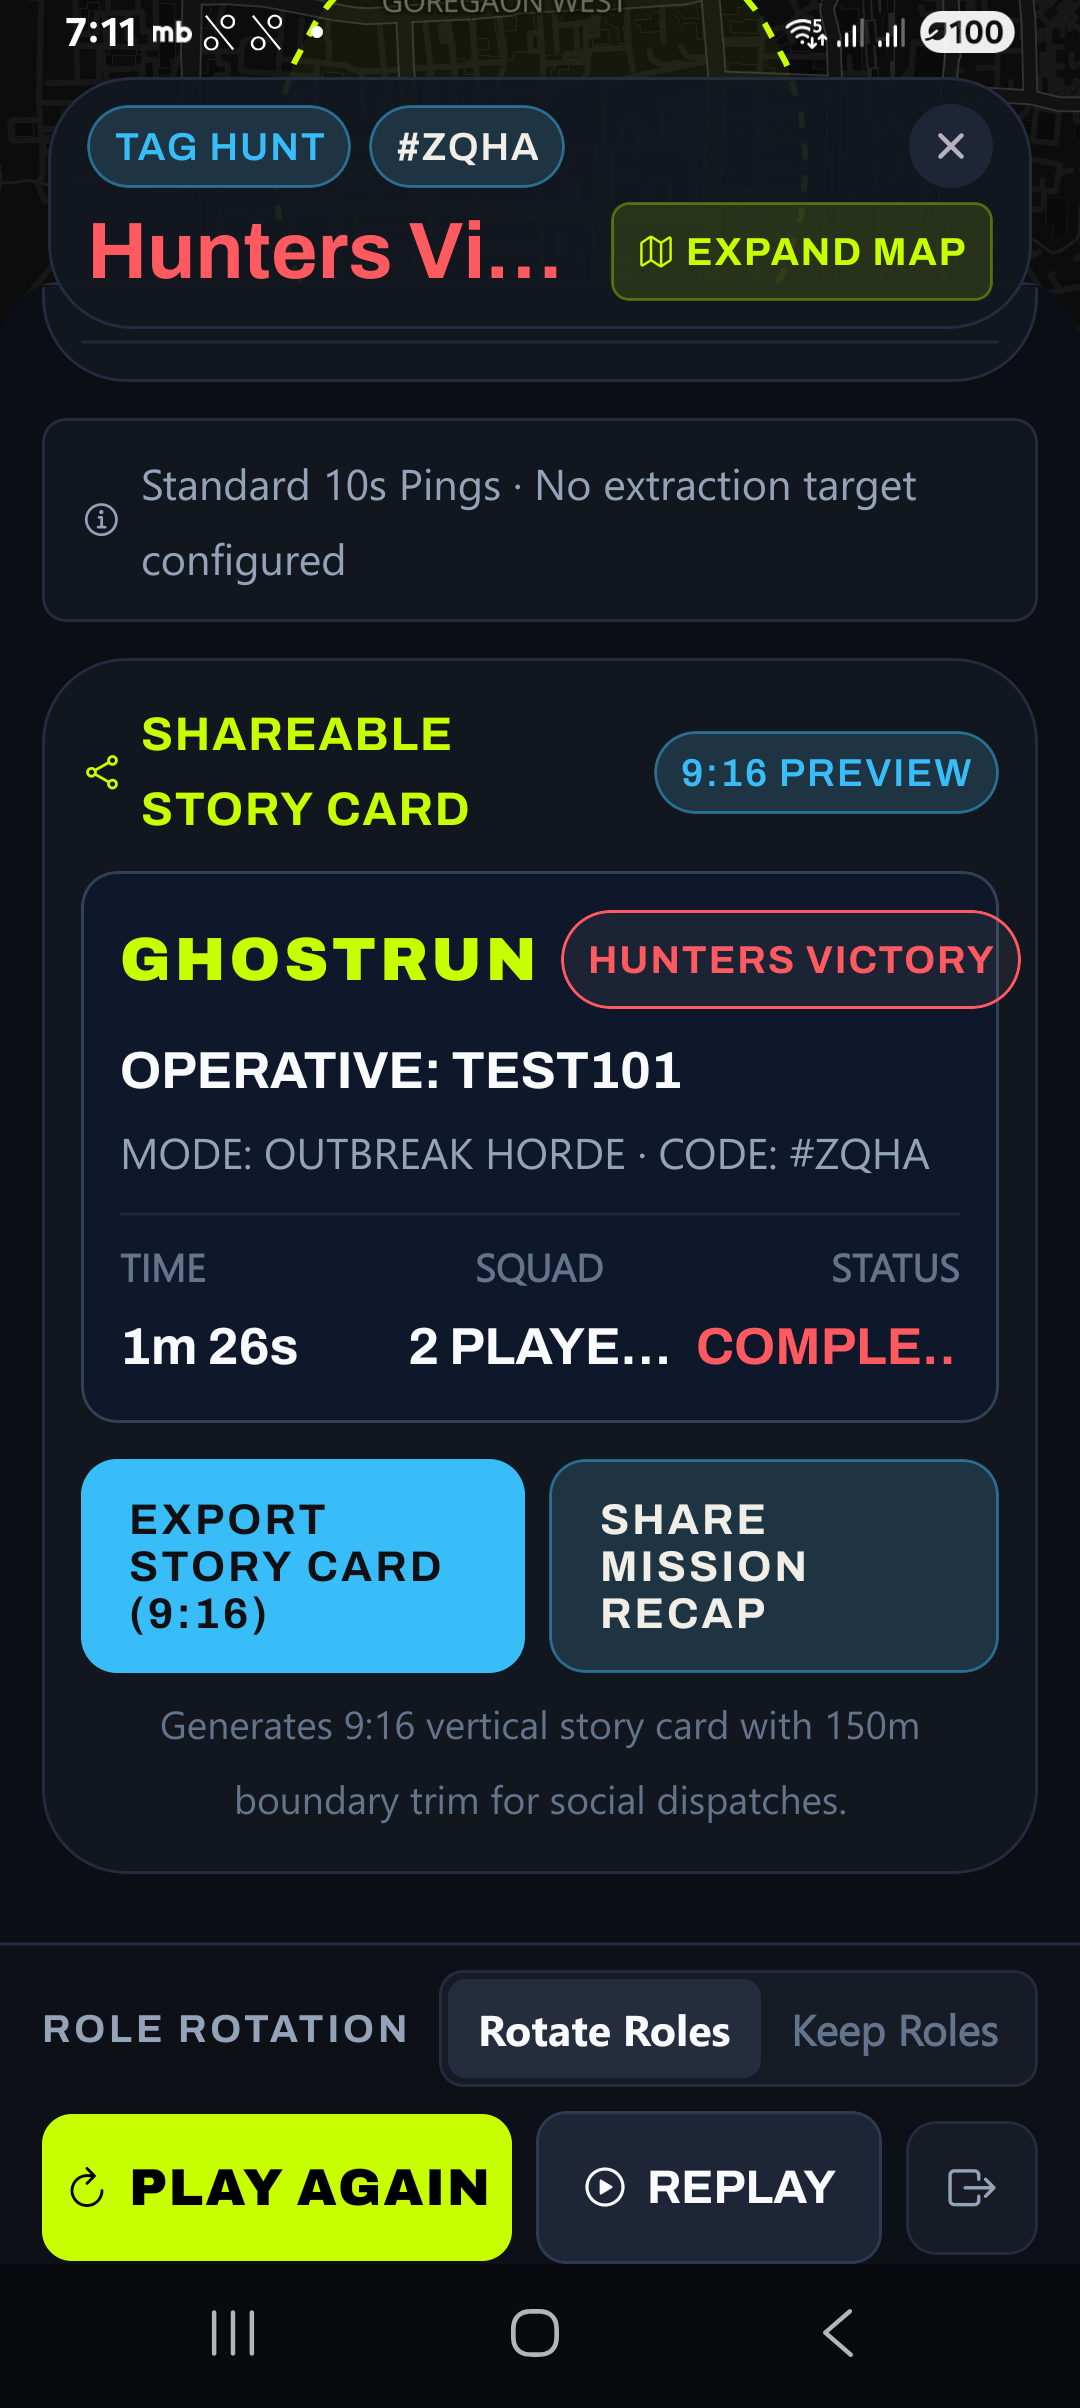 GOREGAON WEST
7:11 mb
5
100
TAG HUNT
#ZQHA
Hunters Vi...
EXPAND MAP
Standard 10s Pings · No extraction target
configured
SHAREABLE
STORY CARD
9:16 PREVIEW
GHOSTRUN
HUNTERS VICTORY
OPERATIVE: TEST101
MODE: OUTBREAK HORDE · CODE: #ZQHA
TIME
SQUAD
STATUS
1m 26s
2 PLAYE...
COMPLE..
EXPORT
STORY CARD
(9:16)
SHARE
MISSION
RECAP
Generates 9:16 vertical story card with 150m
boundary trim for social dispatches.
ROLE ROTATION
Rotate Roles
Keep Roles
PLAY AGAIN
REPLAY